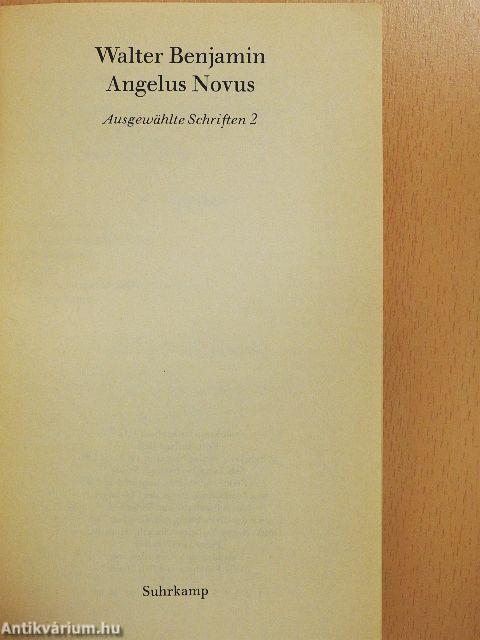 Walter Benjamin
Angelus Novus
Ausgewählte Schriften 2
Suhrkamp
Antikvárium.hu